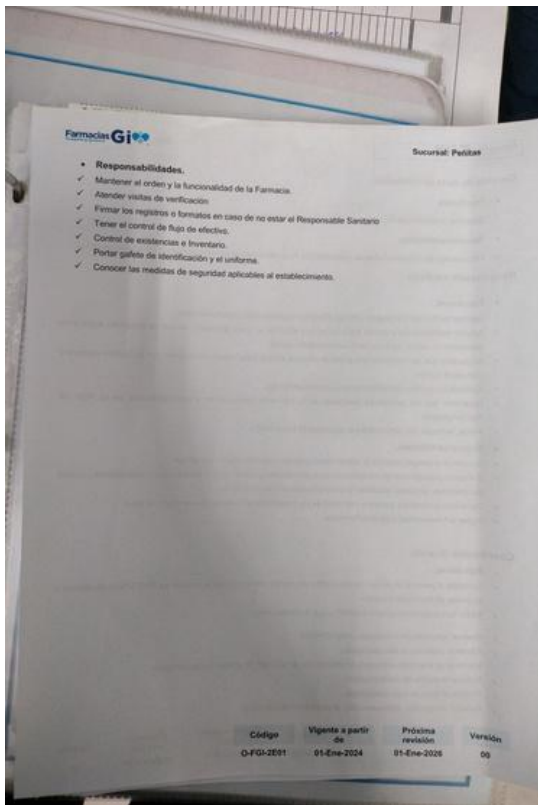 Farmacias Gi
Sucursal: Peñitas
• Responsabilidades.
✓ Mantener el orden y la funcionalidad de la Farmacia.
✓ Atender visitas de verificación
✓ Firmar los registros o formatos en caso de no estar el Responsable Sanitario
✓ Tener el control de flujo de efectivo.
✓ Control de existencias e Inventario.
✓ Portar gafete de identificación y el uniforme.
✓ Conocer las medidas de seguridad aplicables al establecimiento.
Código Vigente a partir de Próxima revisión Versión
O-FGI-2E01 01-Ene-2024 01-Ene-2026 00